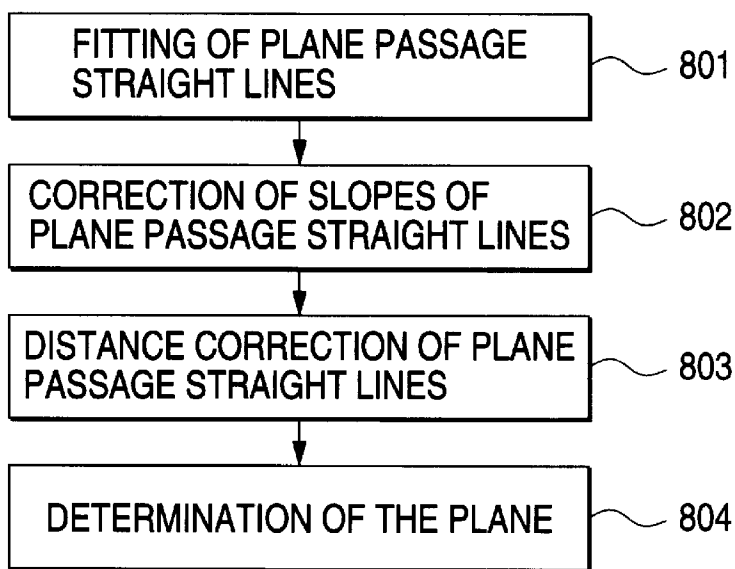 FITTING OF PLANE PASSAGE
STRAIGHT LINES
801
CORRECTION OF SLOPES OF
PLANE PASSAGE STRAIGHT LINES
802
DISTANCE CORRECTION OF PLANE
PASSAGE STRAIGHT LINES
803
DETERMINATION OF THE PLANE
804